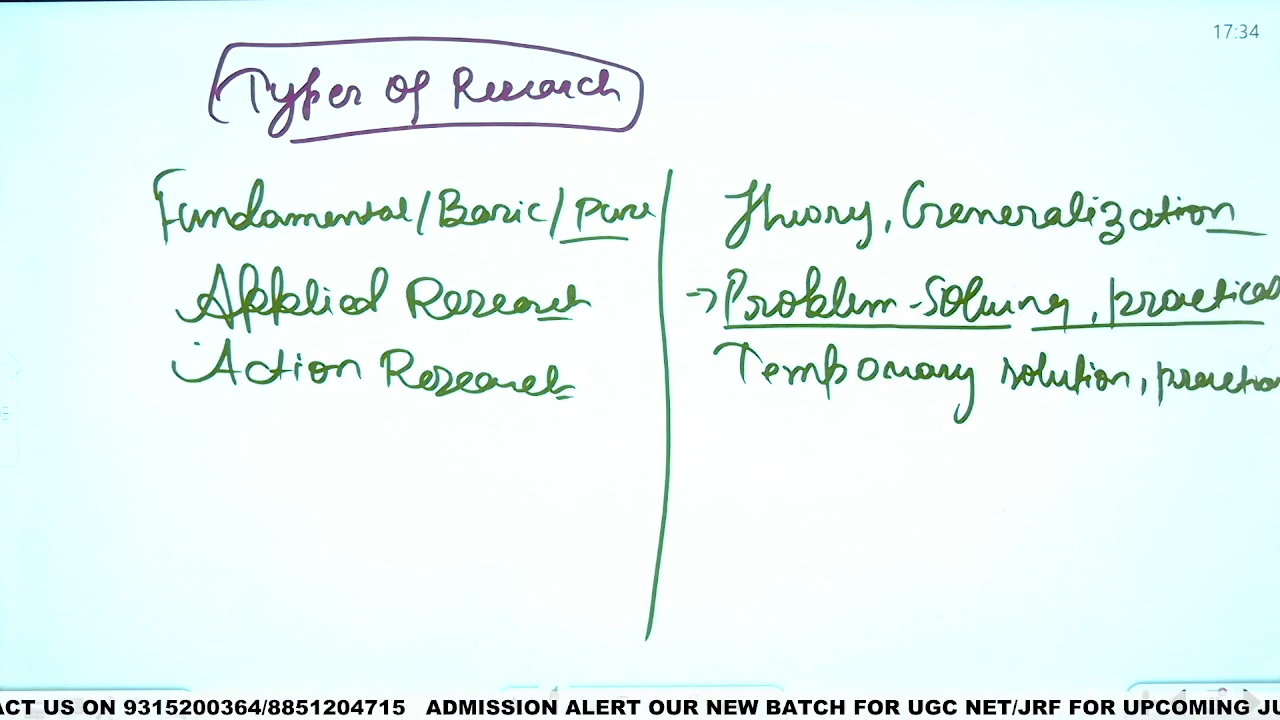 17:34
Types of Research
Fundamental/Basic/Pure
Theory, Generalization
Applied Research
→Problem-Solving, practical
Action Research
Temporary solution, practica
ACT US ON 9315200364/8851204715 ADMISSION ALERT OUR NEW BATCH FOR UGC NET/JRF FOR UPCOMING JU